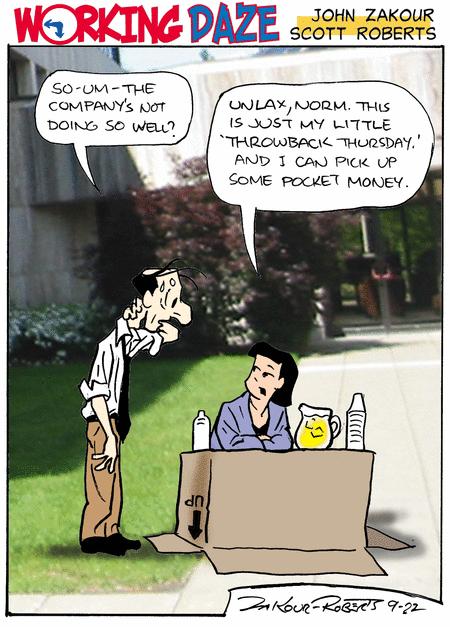 WORKING DAZE
JOHN ZAKOUR
SCOTT ROBERTS
SO-UM-THE
COMPANY'S NOT
DOING SO WELL?
UNLAX, NORM. THIS
IS JUST MY LITTLE
'THROWBACK THURSDAY.'
AND I CAN PICK UP
SOME POCKET MONEY.
UP
ZAKOUR-ROBERTS 9-22